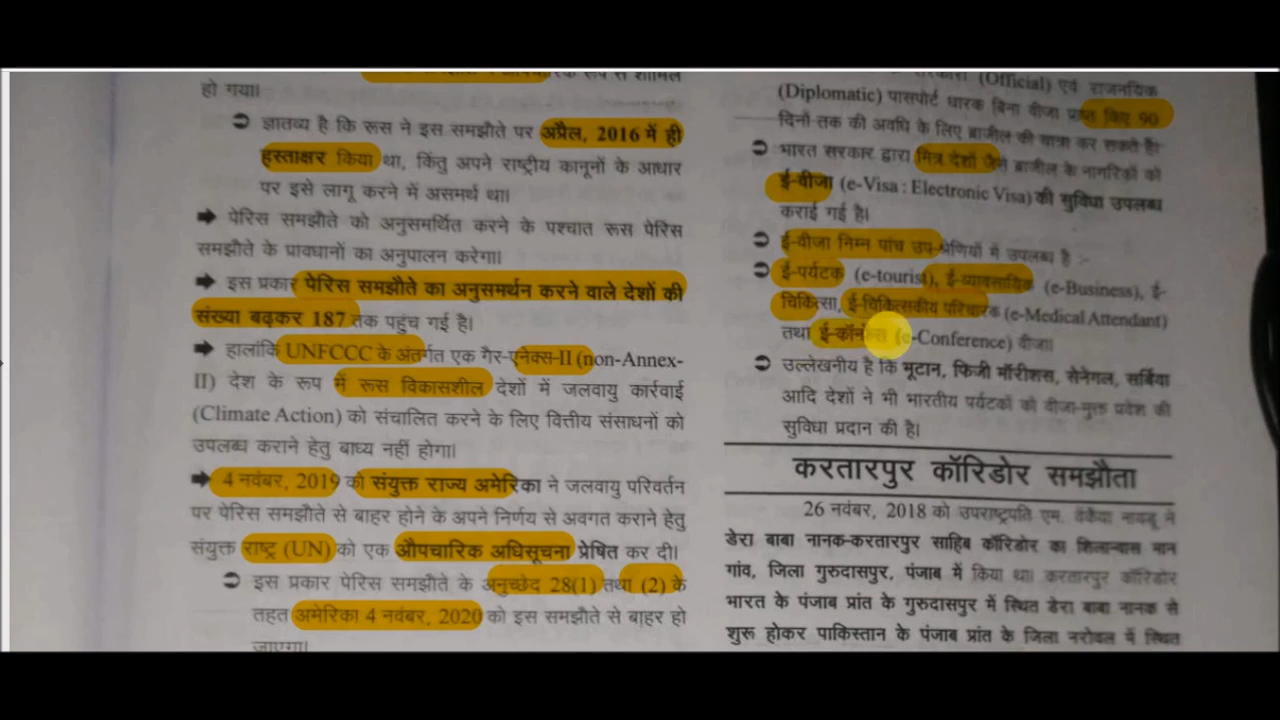 रूप से शामिल
हो गया।
➲ ज्ञातव्य है कि रूस ने इस समझौते पर अप्रैल, 2016 में ही
हस्ताक्षर किया था, किंतु अपने राष्ट्रीय कानूनों के आधार
पर इसे लागू करने में असमर्थ था।
➡ पेरिस समझौते को अनुसमर्थित करने के पश्चात रूस पेरिस
समझौते के प्रावधानों का अनुपालन करेगा।
➡ इस प्रकार पेरिस समझौते का अनुसमर्थन करने वाले देशों की
संख्या बढ़कर 187 तक पहुंच गई है।
➡ हालांकि UNFCCC के अंतर्गत एक गैर-एनेक्स-II (non-Annex-
II) देश के रूप में रूस विकासशील देशों में जलवायु कार्रवाई
(Climate Action) को संचालित करने के लिए वित्तीय संसाधनों को
उपलब्ध कराने हेतु बाध्य नहीं होगा।
➡ 4 नवंबर, 2019 को संयुक्त राज्य अमेरिका ने जलवायु परिवर्तन
पर पेरिस समझौते से बाहर होने के अपने निर्णय से अवगत कराने हेतु
संयुक्त राष्ट्र (UN) को एक औपचारिक अधिसूचना प्रेषित कर दी।
➲ इस प्रकार पेरिस समझौते के अनुच्छेद 28(1) तथा (2) के
तहत अमेरिका 4 नवंबर, 2020 को इस समझौते से बाहर हो
जाएगा।
(Official) एवं राजनयिक
(Diplomatic) पासपोर्ट धारक बिना वीजा प्राप्त किए 90
दिनों तक की अवधि के लिए ब्राजील की यात्रा कर सकते हैं।
➲ भारत सरकार द्वारा मित्र देशों जैसे ब्राजील के नागरिकों को
ई-वीजा (e-Visa : Electronic Visa) की सुविधा उपलब्ध
कराई गई है।
➲ ई-वीजा निम्न पांच उप-श्रेणियों में उपलब्ध है :-
➲ ई-पर्यटक (e-tourist), ई-व्यावसायिक (e-Business), ई-
चिकित्सा, ई-चिकित्सकीय परिचारक (e-Medical Attendant)
तथा ई-कॉन्फ्रेंस (e-Conference) वीजा।
➲ उल्लेखनीय है कि भूटान, फिजी मॉरीशस, सेनेगल, सर्बिया
आदि देशों ने भी भारतीय पर्यटकों को वीजा-मुक्त प्रवेश की
सुविधा प्रदान की है।
करतारपुर कॉरिडोर समझौता
26 नवंबर, 2018 को उपराष्ट्रपति एम. वेंकैया नायडू ने
डेरा बाबा नानक-करतारपुर साहिब कॉरिडोर का शिलान्यास मान
गांव, जिला गुरुदासपुर, पंजाब में किया था। करतारपुर कॉरिडोर
भारत के पंजाब प्रांत के गुरुदासपुर में स्थित डेरा बाबा नानक से
शुरू होकर पाकिस्तान के पंजाब प्रांत के जिला नरोवल में स्थित